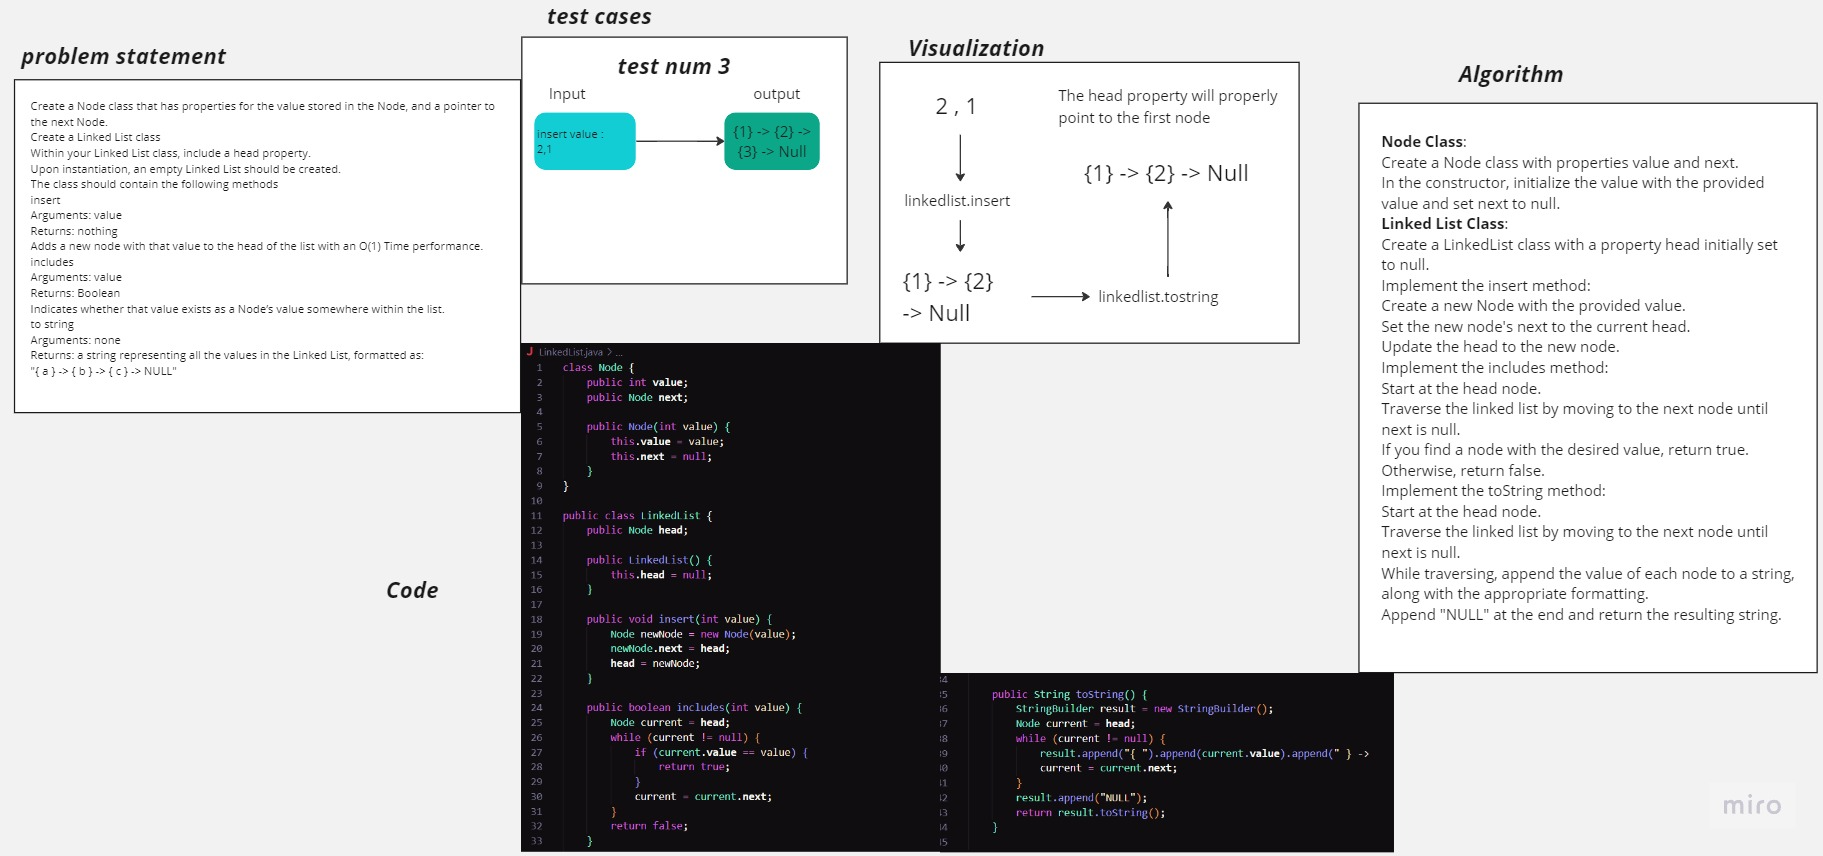 problem statement
Create a Node class that has properties for the value stored in the Node, and a pointer to
the next Node.
Create a Linked List class
Within your Linked List class, include a head property.
Upon instantiation, an empty Linked List should be created.
The class should contain the following methods
insert
Arguments: value
Returns: nothing
Adds a new node with that value to the head of the list with an O(1) Time performance.
includes
Arguments: value
Returns: Boolean
Indicates whether that value exists as a Node's value somewhere within the list.
to string
Arguments: none
Returns: a string representing all the values in the Linked List, formatted as:
"{ a } -> { b } -> { c } -> NULL"
test cases
test num 3
Input
output
insert value :
2,1
{1} -> {2} ->
{3} -> Null
Visualization
2 , 1
linkedlist.insert
{1} -> {2}
-> Null
linkedlist.tostring
The head property will properly
point to the first node
{1} -> {2} -> Null
Algorithm
Node Class:
Create a Node class with properties value and next.
In the constructor, initialize the value with the provided
value and set next to null.
Linked List Class:
Create a LinkedList class with a property head initially set
to null.
Implement the insert method:
Create a new Node with the provided value.
Set the new node's next to the current head.
Update the head to the new node.
Implement the includes method:
Start at the head node.
Traverse the linked list by moving to the next node until
next is null.
If you find a node with the desired value, return true.
Otherwise, return false.
Implement the toString method:
Start at the head node.
Traverse the linked list by moving to the next node until
next is null.
While traversing, append the value of each node to a string,
along with the appropriate formatting.
Append "NULL" at the end and return the resulting string.
Code
J LinkedList.java > ...
1 class Node {
2 public int value;
3 public Node next;
4
5 public Node(int value) {
6 this.value = value;
7 this.next = null;
8 }
9 }
10
11 public class LinkedList {
12 public Node head;
13
14 public LinkedList() {
15 this.head = null;
16 }
17
18 public void insert(int value) {
19 Node newNode = new Node(value);
20 newNode.next = head;
21 head = newNode;
22 }
23
24 public boolean includes(int value) {
25 Node current = head;
26 while (current != null) {
27 if (current.value == value) {
28 return true;
29 }
30 current = current.next;
31 }
32 return false;
33 }
34
35 public String toString() {
36 StringBuilder result = new StringBuilder();
37 Node current = head;
38 while (current != null) {
39 result.append("{ ").append(current.value).append(" } ->
40 current = current.next;
41 }
42 result.append("NULL");
43 return result.toString();
44 }
45
miro